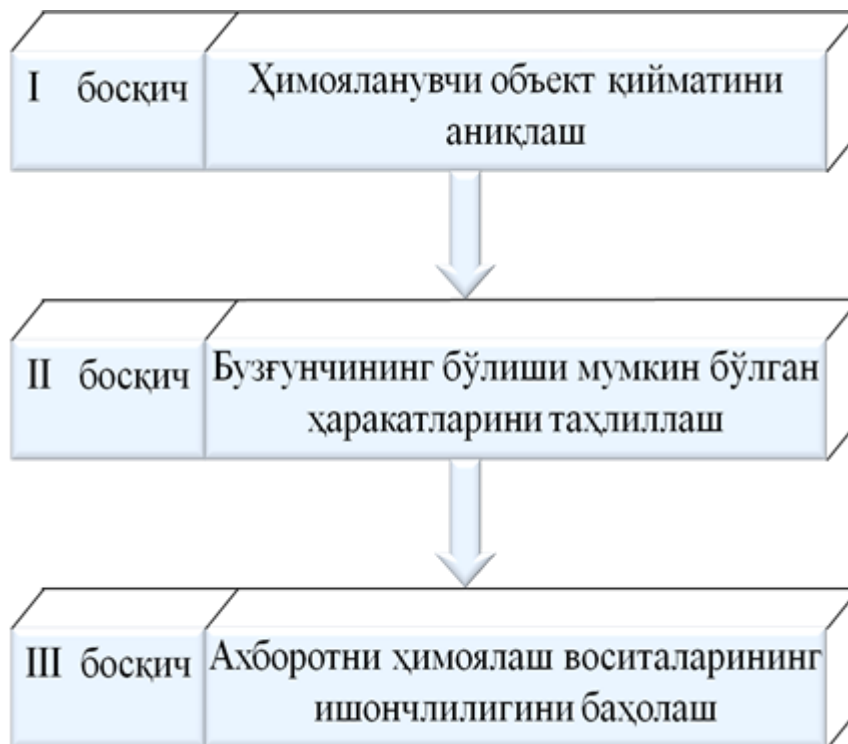 I босқич
Ҳимояланувчи объект қийматини
аниқлаш
II босқич
Бузғунчининг бўлиши мумкин бўлган
ҳаракатларини таҳлиллаш
III босқич
Ахборотни ҳимоялаш воситаларининг
ишончлилигини баҳолаш